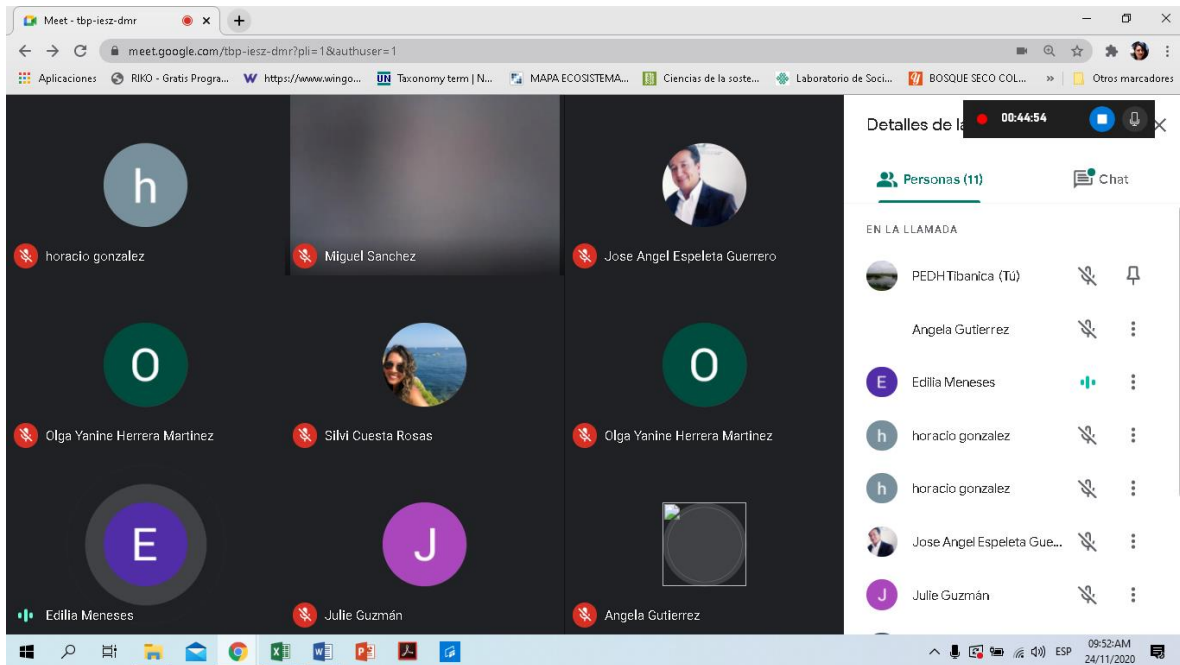 Meet - tbp-iesz-dmr
meet.google.com/tbp-iesz-dmr?pli=1&authuser=1
Aplicaciones RIKO - Gratis Progra... https://www.wingo... Taxonomy term | N... MAPA ECOSISTEMA... Ciencias de la soste... Laboratorio de Soci... BOSQUE SECO COL... » Otros marcadores
Detalles de la
00:44:54
Personas (11) Chat
EN LA LLAMADA
PEDH Tibanica (Tú)
Angela Gutierrez
E Edilia Meneses
h horacio gonzalez
h horacio gonzalez
Jose Angel Espeleta Gue...
J Julie Guzmán
h
horacio gonzalez Miguel Sanchez Jose Angel Espeleta Guerrero
O O
Olga Yanine Herrera Martinez Silvi Cuesta Rosas Olga Yanine Herrera Martinez
E J
Edilia Meneses Julie Guzmán Angela Gutierrez
ESP 09:52 AM
24/11/2020